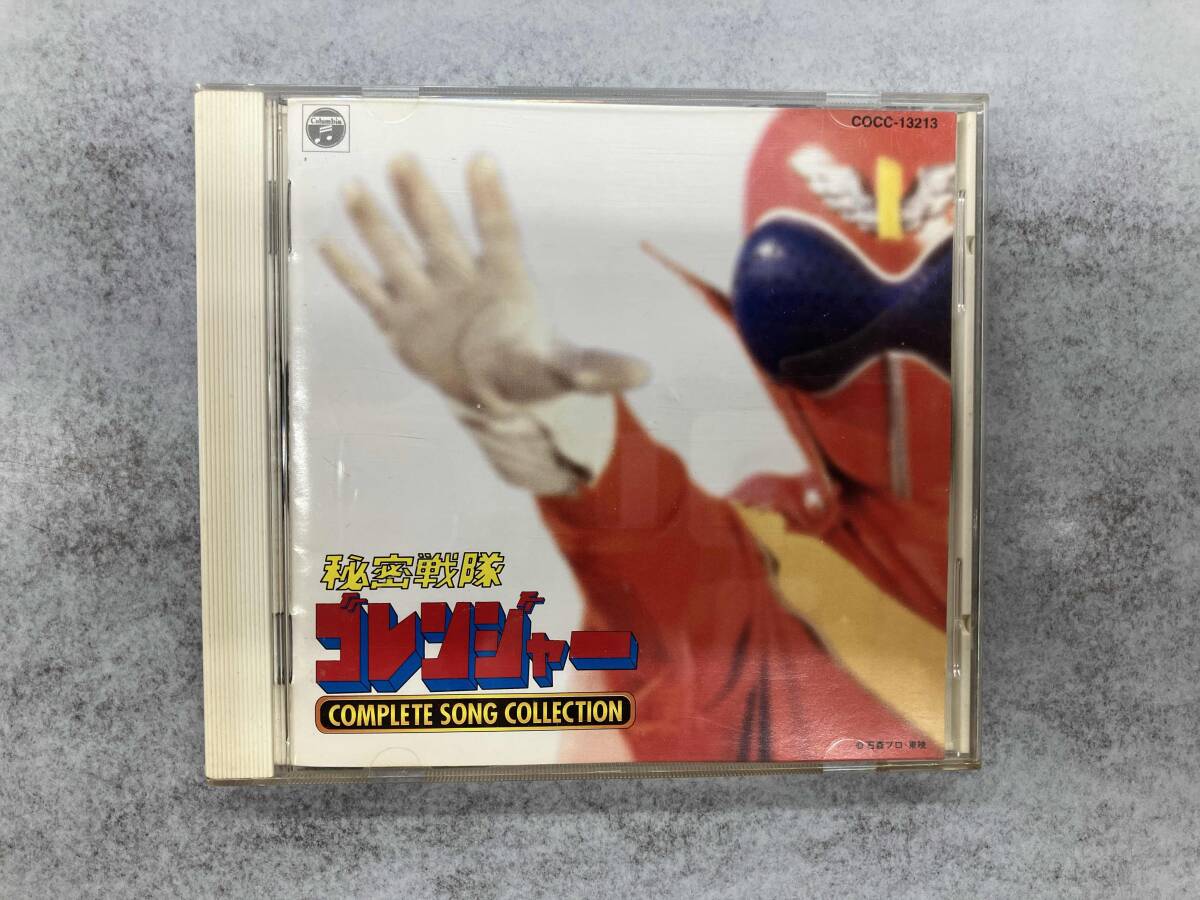 Columbia
COCC-13213
秘密戦隊
ゴレンジャー
COMPLETE SONG COLLECTION
© 石森プロ・東映